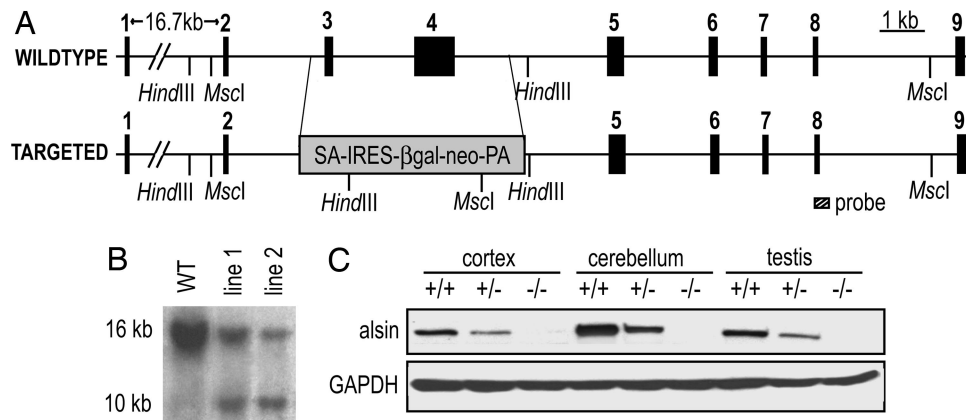 A
1 ←16.7kb→ 2 3 4 5 6 7 8 9
1 kb
WILDTYPE
HindIII MscI HindIII MscI
1 2 5 6 7 8 9
TARGETED SA-IRES-βgal-neo-PA
HindIII MscI HindIII MscI HindIII MscI
probe
B
WT line 1 line 2
16 kb
10 kb
C
cortex cerebellum testis
+/+ +/- -/- +/+ +/- -/- +/+ +/- -/-
alsin
GAPDH